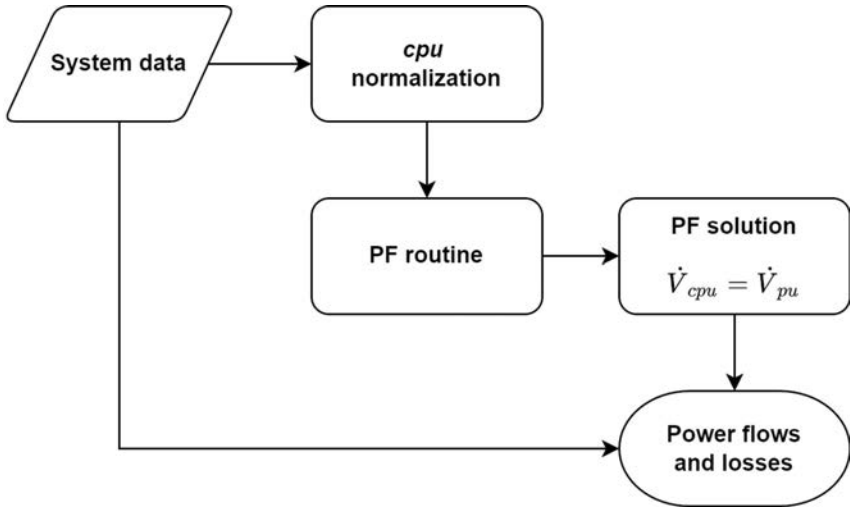 System data
cpu
normalization
PF routine
PF solution
V̇cpu = V̇pu
Power flows
and losses